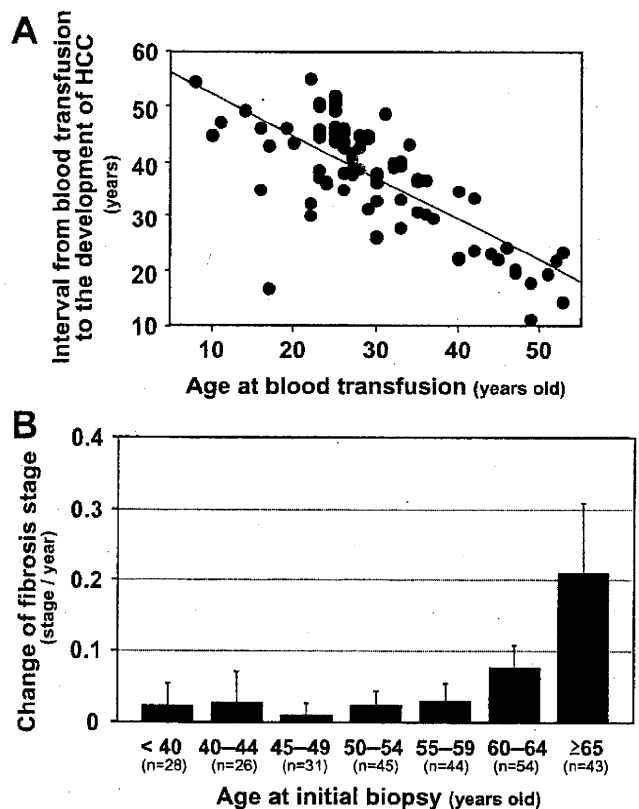 A
Interval from blood transfusion
to the development of HCC
(years)
60
50
40
30
20
10
10 20 30 40 50
Age at blood transfusion (years old)
B
Change of fibrosis stage
(stage / year)
0.4
0.3
0.2
0.1
0
< 40 40–44 45–49 50–54 55–59 60–64 ≥65
(n=28) (n=26) (n=31) (n=45) (n=44) (n=54) (n=43)
Age at initial biopsy (years old)